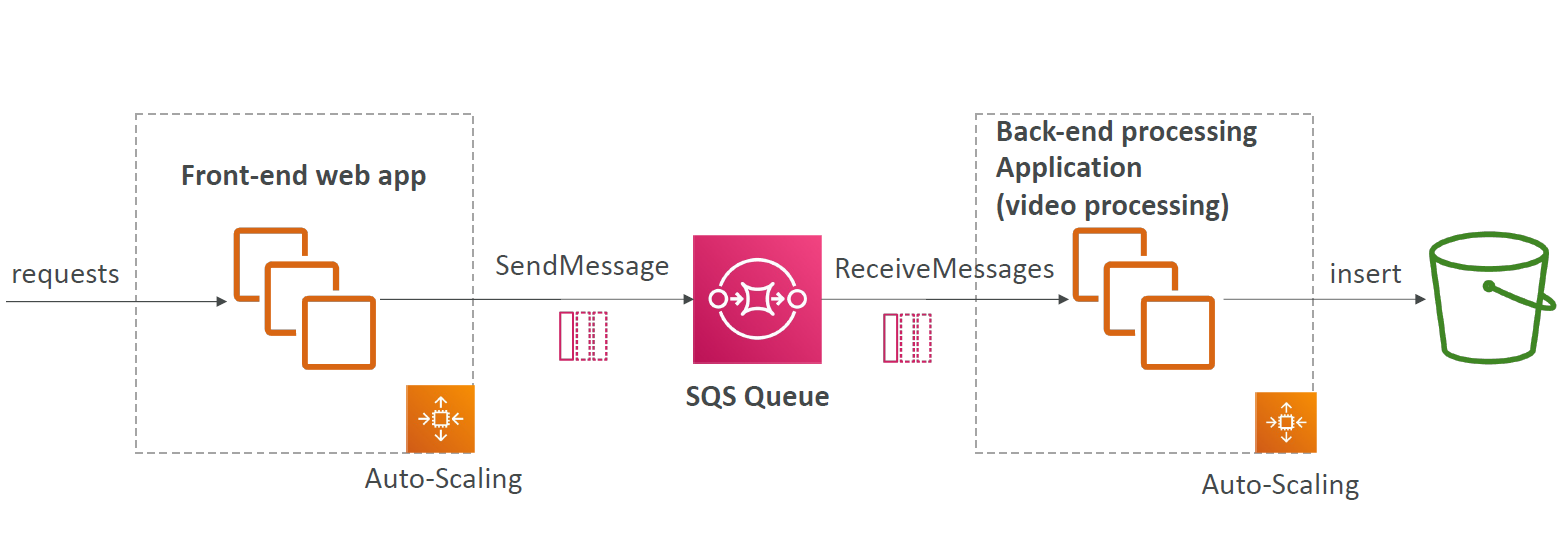 Front-end web app
requests
Auto-Scaling
SendMessage
SQS Queue
ReceiveMessages
Back-end processing
Application
(video processing)
Auto-Scaling
insert